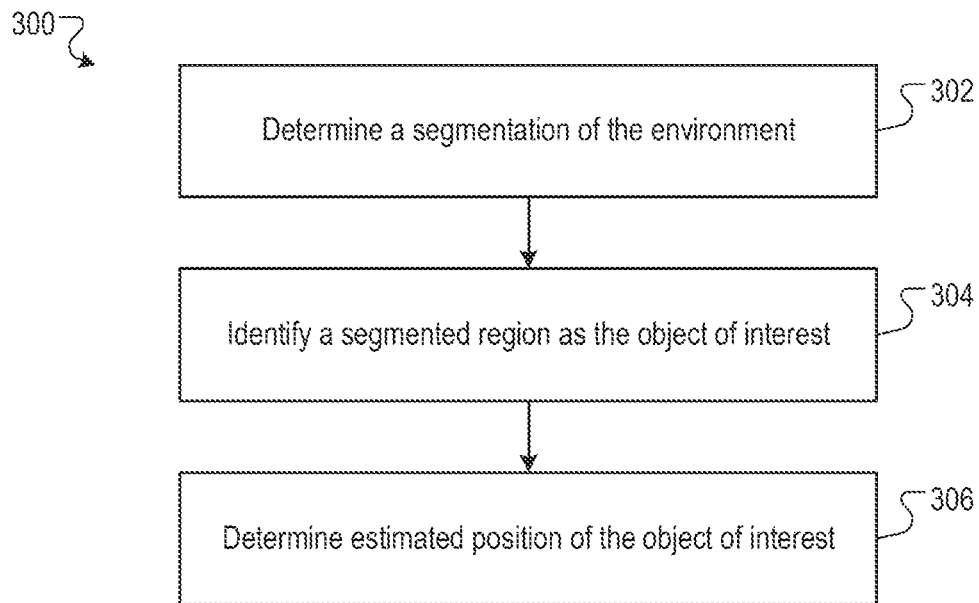 300
302
Determine a segmentation of the environment
304
Identify a segmented region as the object of interest
306
Determine estimated position of the object of interest